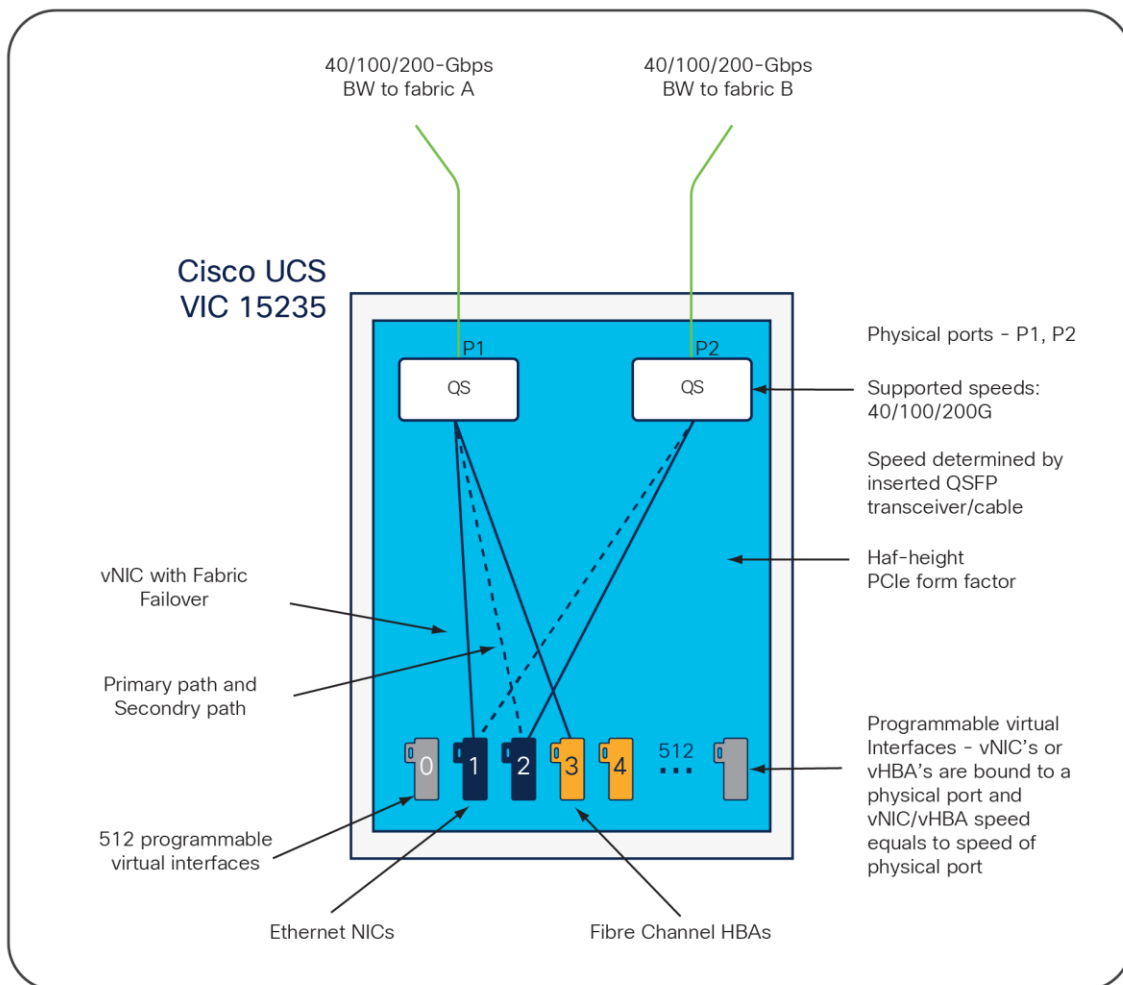 40/100/200-Gbps
BW to fabric A
40/100/200-Gbps
BW to fabric B
Cisco UCS
VIC 15235
P1
P2
QS
QS
Physical ports - P1, P2
Supported speeds:
40/100/200G
Speed determined by
inserted QSFP
transceiver/cable
Haf-height
PCIe form factor
vNIC with Fabric
Failover
Primary path and
Secondry path
0
1
2
3
4
512
...
Programmable virtual
Interfaces - vNIC's or
vHBA's are bound to a
physical port and
vNIC/vHBA speed
equals to speed of
physical port
512 programmable
virtual interfaces
Ethernet NICs
Fibre Channel HBAs